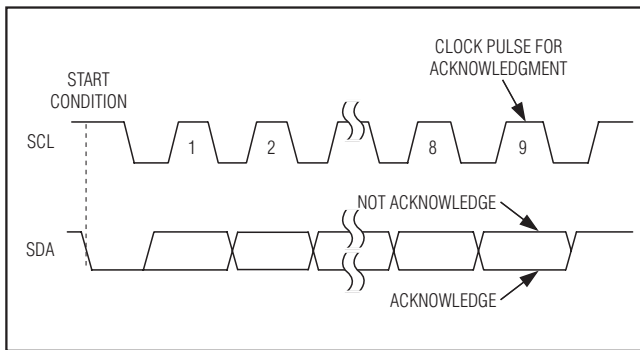 CLOCK PULSE FOR
ACKNOWLEDGMENT
START
CONDITION
SCL
1
2
8
9
NOT ACKNOWLEDGE
SDA
ACKNOWLEDGE